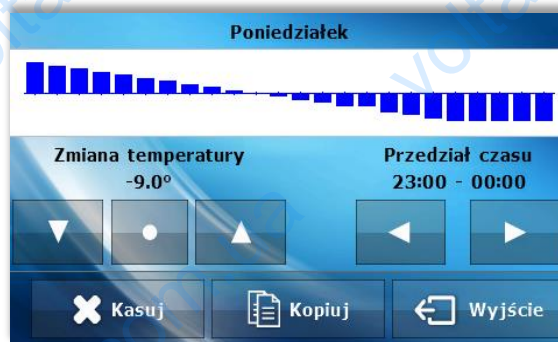 Poniedziałek
Zmiana temperatury
-9.0°
Przedział czasu
23:00 - 00:00
Kasuj
Kopiuj
Wyjście